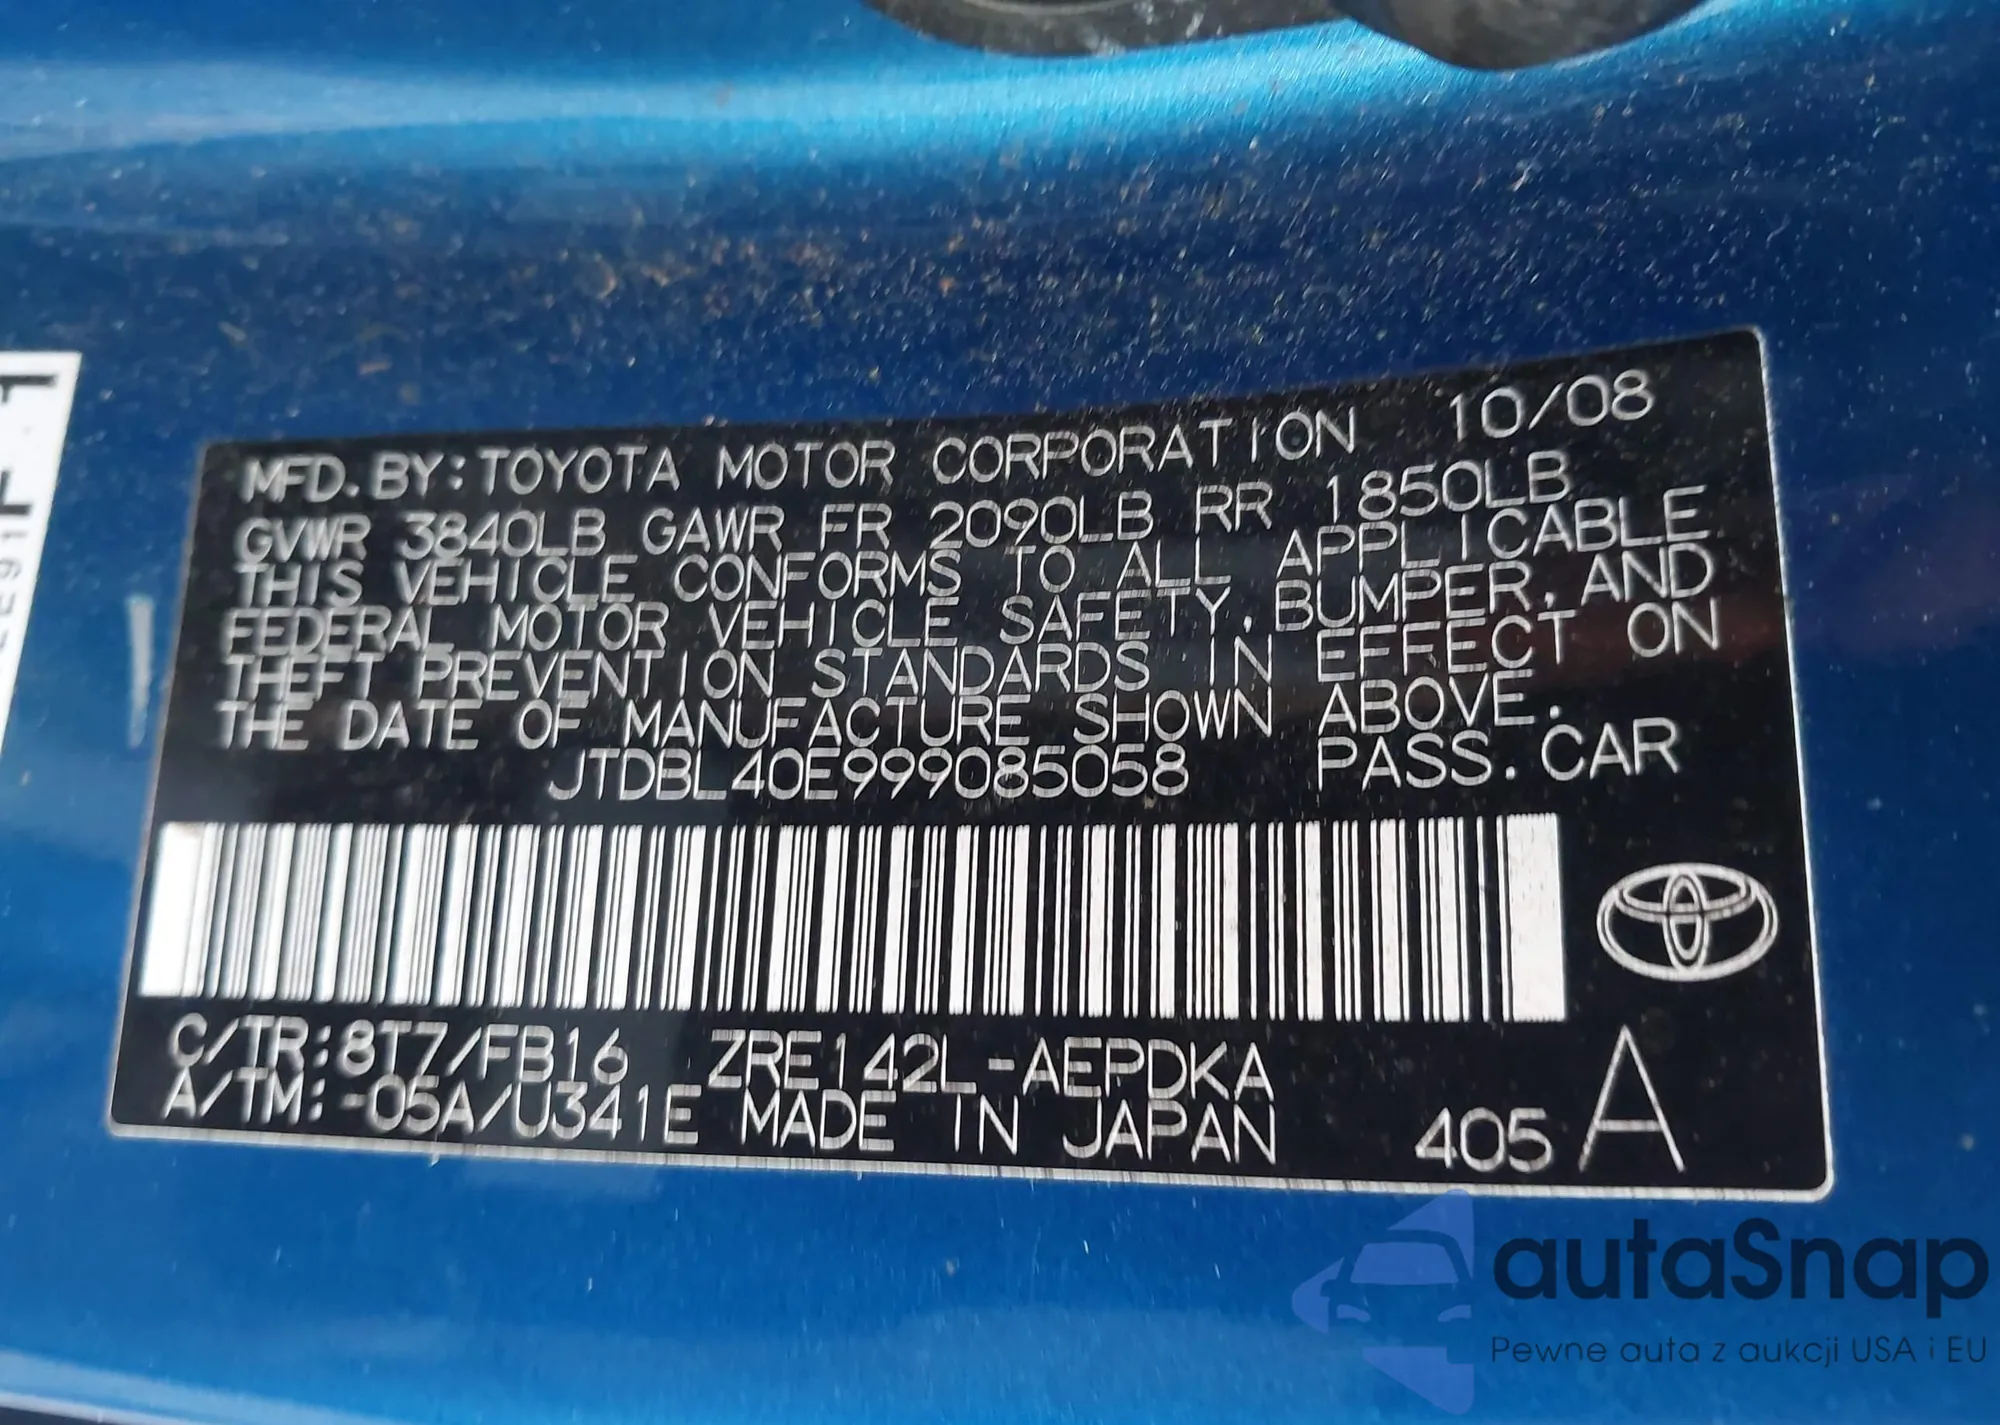 MFD. BY: TOYOTA MOTOR CORPORATION 10/08
GVWR 3840LB GAWR FR 2090LB RR 1850LB
THIS VEHICLE CONFORMS TO ALL APPLICABLE
FEDERAL MOTOR VEHICLE SAFETY, BUMPER, AND
THEFT PREVENTION STANDARDS IN EFFECT ON
THE DATE OF MANUFACTURE SHOWN ABOVE.
JTDBL40E999085058 PASS. CAR
C/TR: 8T7/FB16 ZRE142L-AEPDKA
A/TM: -05A/U341E MADE IN JAPAN 405 A
autaSnap
Pewne auta z aukcji USA i EU